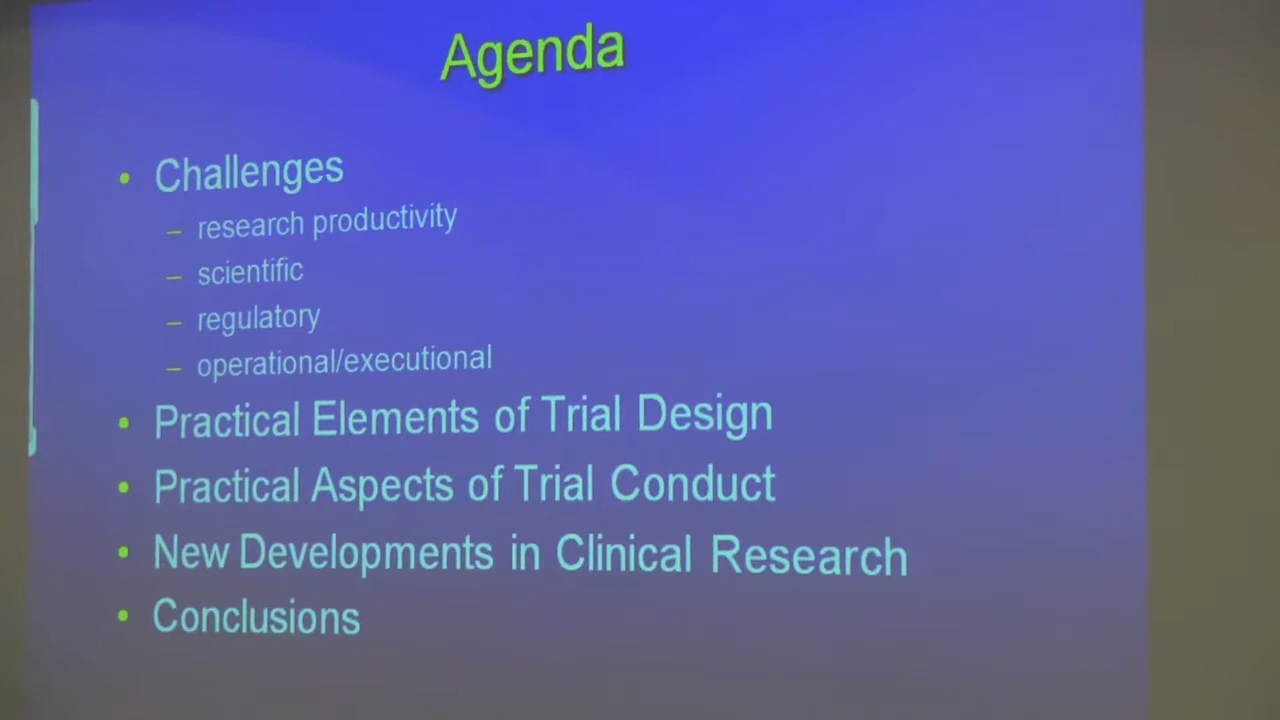 Agenda
• Challenges
– research productivity
– scientific
– regulatory
– operational/executional
• Practical Elements of Trial Design
• Practical Aspects of Trial Conduct
• New Developments in Clinical Research
• Conclusions